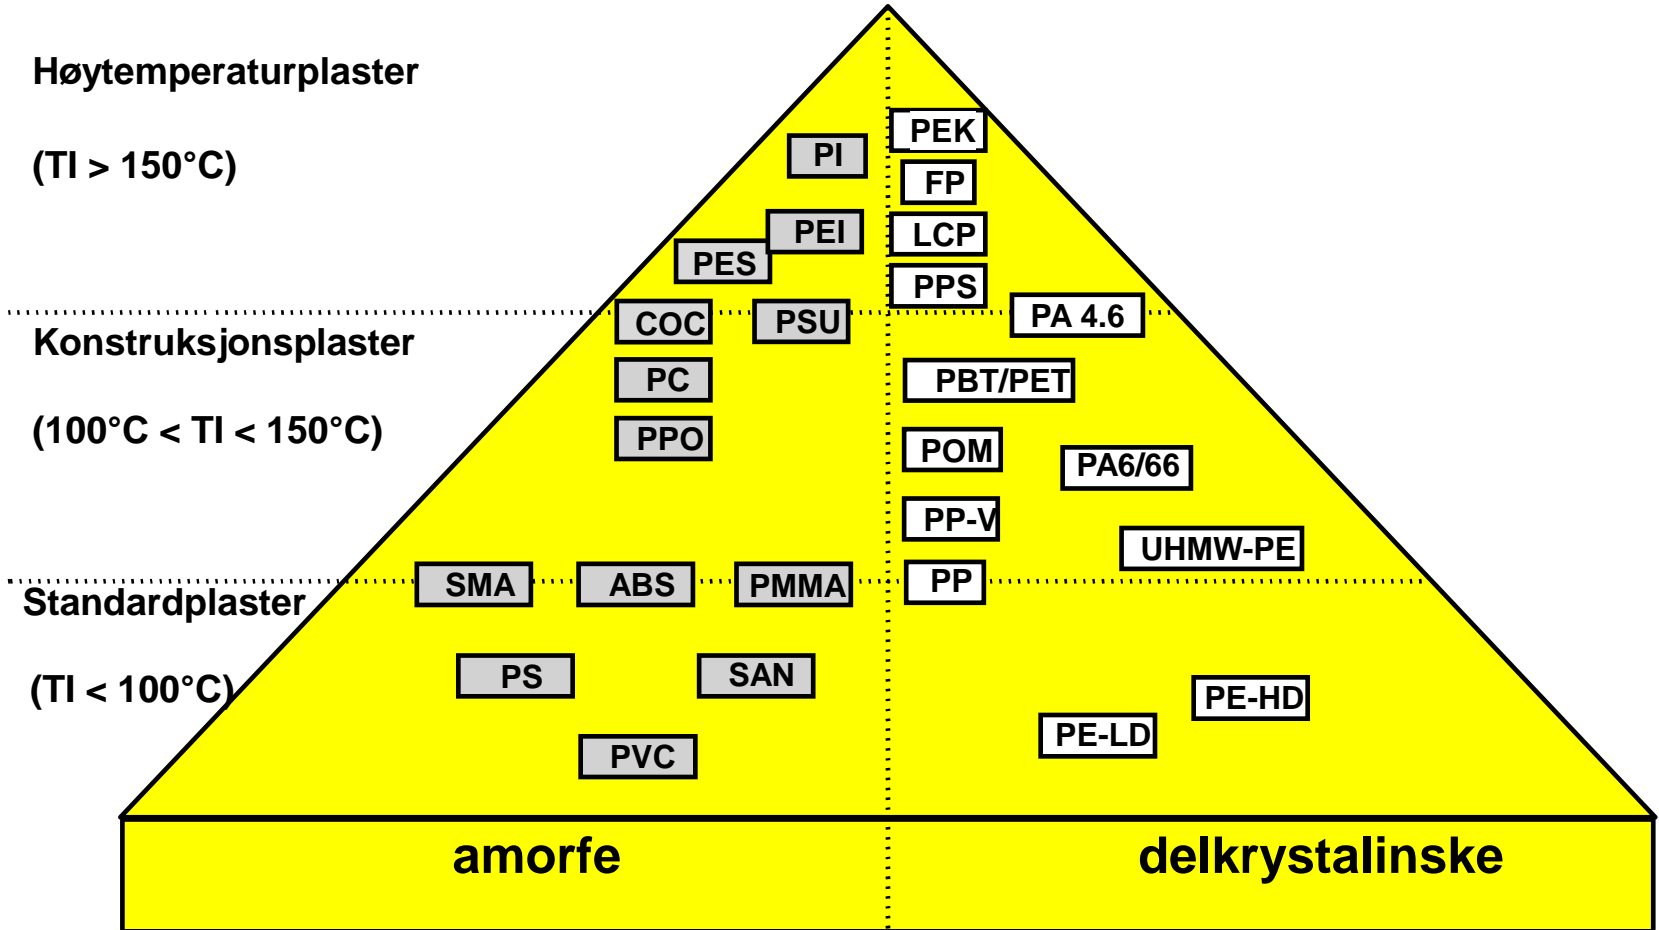 Høytemperaturplaster
(TI > 150°C)
PEK
PI
FP
PEI
LCP
PES
PPS
COC
PSU
PA 4.6
Konstruksjonsplaster
(100°C < TI < 150°C)
PC
PBT/PET
PPO
POM
PA6/66
PP-V
UHMW-PE
SMA
ABS
PMMA
PP
Standardplaster
(TI < 100°C)
PS
SAN
PE-HD
PE-LD
PVC
amorfe
delkrystalinske